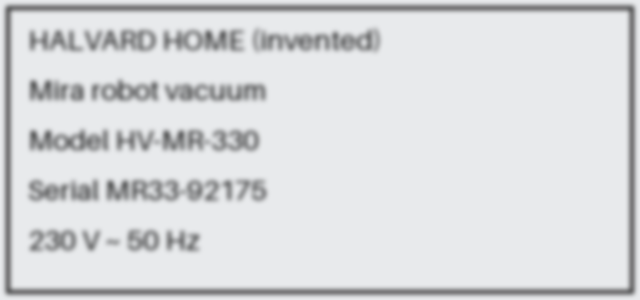 HALVARD HOME (invented)
Mira robot vacuum
Model HV-MR-330
Serial MR33-92175
230 V ~ 50 Hz